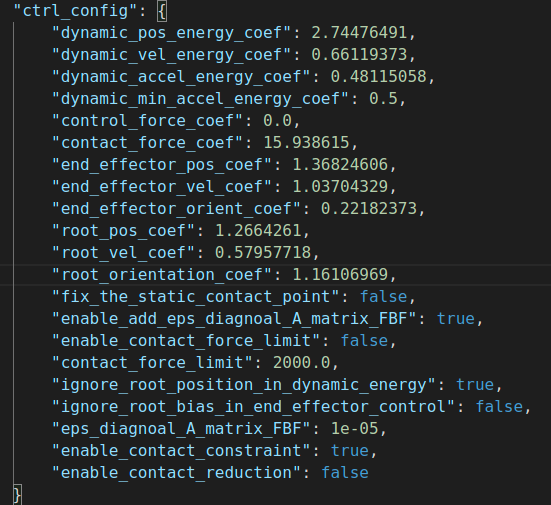 "ctrl_config": {
"dynamic_pos_energy_coef": 2.74476491,
"dynamic_vel_energy_coef": 0.66119373,
"dynamic_accel_energy_coef": 0.48115058,
"dynamic_min_accel_energy_coef": 0.5,
"control_force_coef": 0.0,
"contact_force_coef": 15.938615,
"end_effector_pos_coef": 1.36824606,
"end_effector_vel_coef": 1.03704329,
"end_effector_orient_coef": 0.22182373,
"root_pos_coef": 1.2664261,
"root_vel_coef": 0.57957718,
"root_orientation_coef": 1.16106969,
"fix_the_static_contact_point": false,
"enable_add_eps_diagnoal_A_matrix_FBF": true,
"enable_contact_force_limit": false,
"contact_force_limit": 2000.0,
"ignore_root_position_in_dynamic_energy": true,
"ignore_root_bias_in_end_effector_control": false,
"eps_diagnoal_A_matrix_FBF": 1e-05,
"enable_contact_constraint": true,
"enable_contact_reduction": false
}